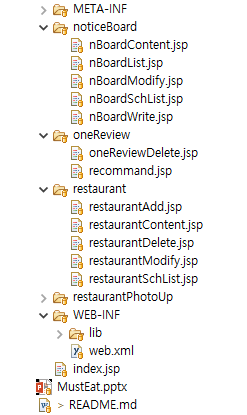 META-INF
noticeBoard
nBoardContent.jsp
nBoardList.jsp
nBoardModify.jsp
nBoardSchList.jsp
nBoardWrite.jsp
oneReview
oneReviewDelete.jsp
recommand.jsp
restaurant
restaurantAdd.jsp
restaurantContent.jsp
restaurantDelete.jsp
restaurantModify.jsp
restaurantSchList.jsp
restaurantPhotoUp
WEB-INF
lib
web.xml
index.jsp
MustEat.pptx
> README.md